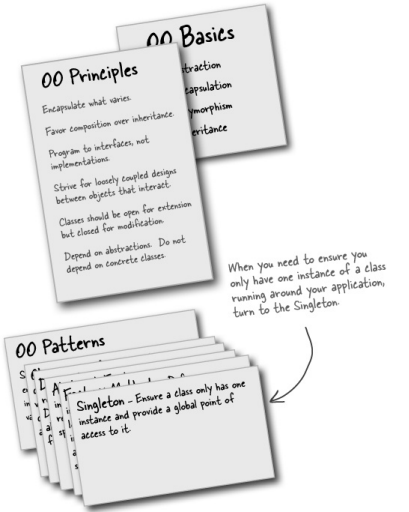 OO Basics
OO Principles
Encapsulate what varies.
Favor composition over inheritance.
Program to interfaces, not
implementations.
Strive for loosely coupled designs
between objects that interact.
Classes should be open for extension
but closed for modification.
Depend on abstractions. Do not
depend on concrete classes.
When you need to ensure you
only have one instance of a class
running around your application,
turn to the Singleton.
OO Patterns
Singleton - Ensure a class only has one
instance and provide a global point of
access to it.